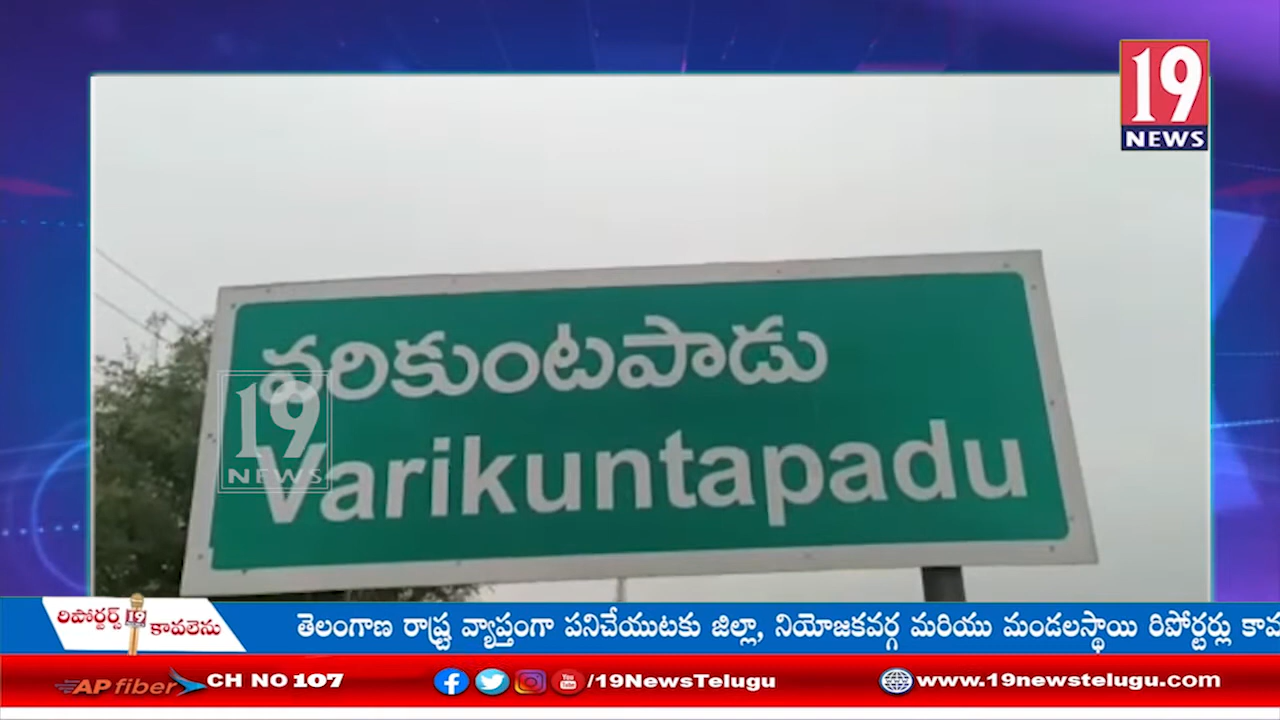 19
NEWS
వరికుంటపాడు
Varikuntapadu
19
NEWS
రిపోర్టర్స్ 19
కావలెను
తెలంగాణ రాష్ట్ర వ్యాప్తంగా పనిచేయుటకు జిల్లా, నియోజకవర్గ మరియు మండలస్థాయి రిపోర్టర్లు
AP fiber CH NO 107 /19NewsTelugu www.19newstelugu.com